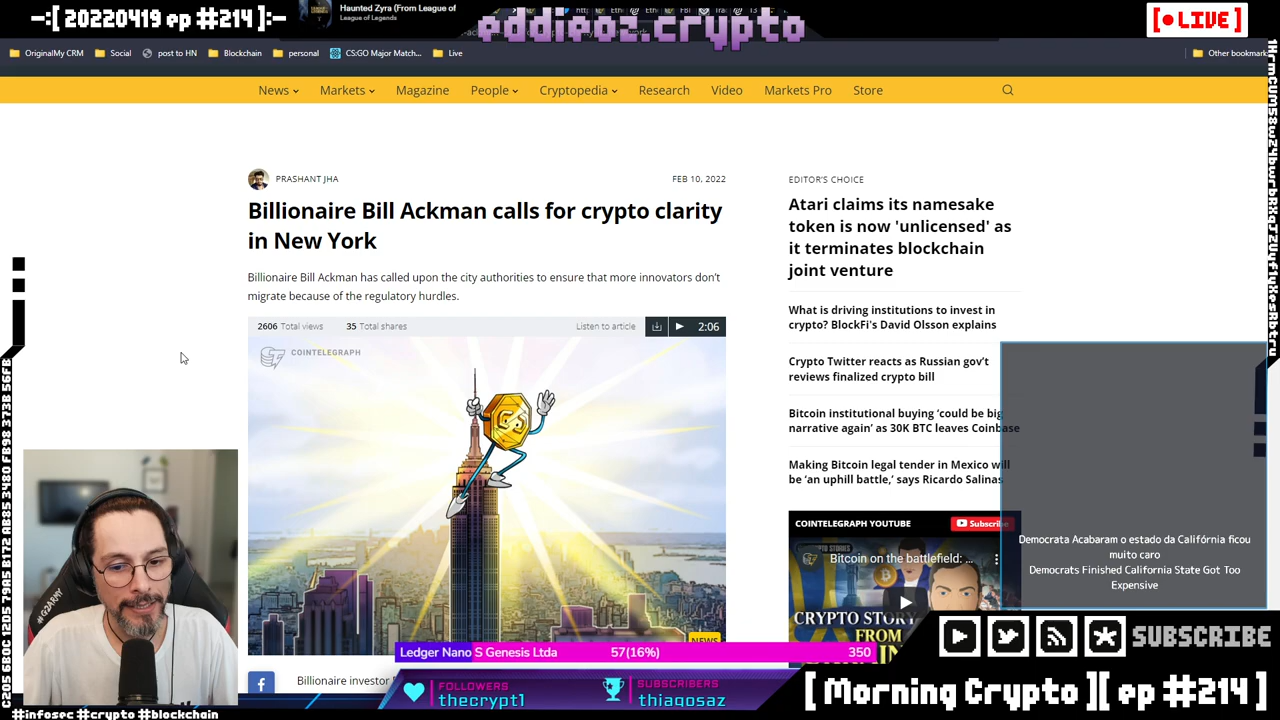 -:[ 20220419 ep #214 ]:-
Haunted Zyra (From League of
League of Legends
eddieoz.crypto
[ LIVE ]
OriginalMy CRM
Social
post to HN
Blockchain
personal
CS:GO Major Match...
Live
Other bookmark
News
Markets
Magazine
People
Cryptopedia
Research
Video
Markets Pro
Store
PRASHANT JHA
FEB 10, 2022
Billionaire Bill Ackman calls for crypto clarity
in New York
Billionaire Bill Ackman has called upon the city authorities to ensure that more innovators don't
migrate because of the regulatory hurdles.
2606 Total views
35 Total shares
Listen to article
2:06
COINTELEGRAPH
NEWS
Billionaire investor
EDITOR'S CHOICE
Atari claims its namesake
token is now 'unlicensed' as
it terminates blockchain
joint venture
What is driving institutions to invest in
crypto? BlockFi's David Olsson explains
Crypto Twitter reacts as Russian gov't
reviews finalized crypto bill
Bitcoin institutional buying 'could be big
narrative again' as 30K BTC leaves Coinbase
Making Bitcoin legal tender in Mexico will
be 'an uphill battle,' says Ricardo Salinas
COINTELEGRAPH YOUTUBE
Subscribe
Bitcoin on the battlefield: ...
CRYPTO STORY
FROM
Democrata Acabaram o estado da Califórnia ficou
muito caro
Democrats Finished California State Got Too
Expensive
#G2ARMY
Ledger Nano S Genesis Ltda
57(16%)
350
FOLLOWERS
thecrypt1
SUBSCRIBERS
thiagosaz
SUBSCRIBE
[ Morning Crypto ][ ep #214 ]
#infosec #crypto #blockchain